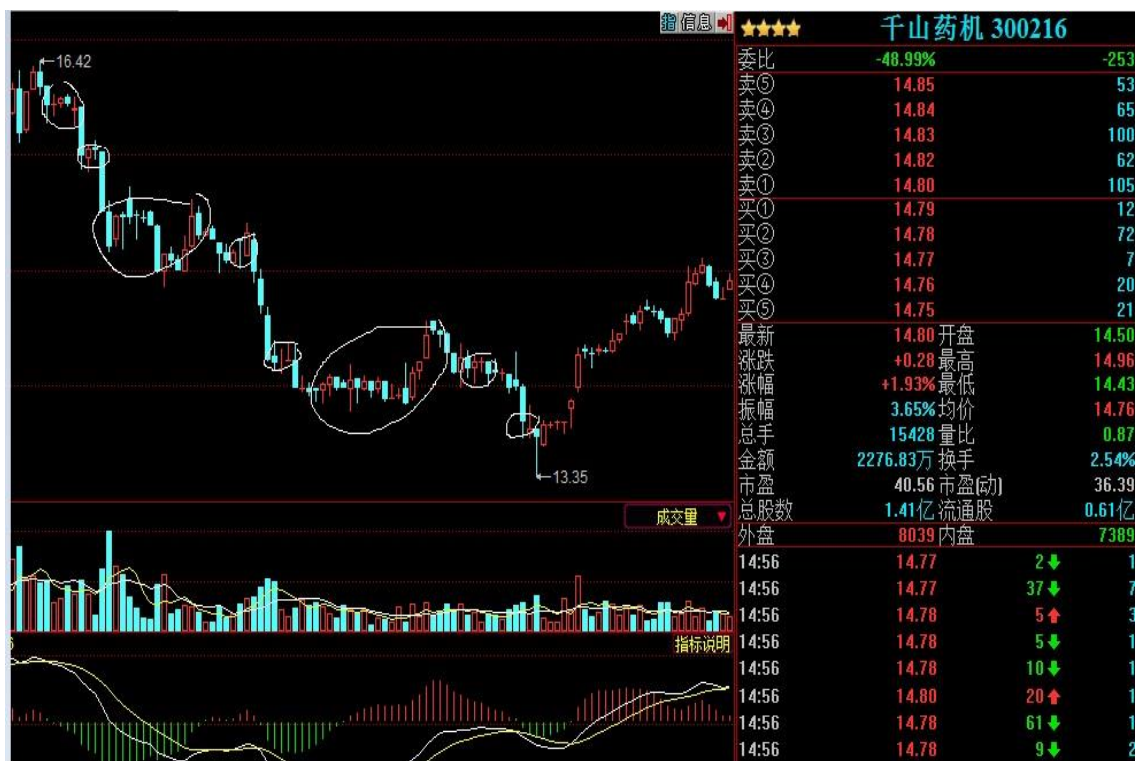 指 信息
★★★★ 千山药机 300216
16.42
委比 -48.99% -253
卖⑤ 14.85 53
卖④ 14.84 65
卖③ 14.83 100
卖② 14.82 62
卖① 14.80 105
买① 14.79 12
买② 14.78 72
买③ 14.77 7
买④ 14.76 20
买⑤ 14.75 21
最新 14.80 开盘 14.50
涨跌 +0.28 最高 14.96
涨幅 +1.93% 最低 14.43
振幅 3.65% 均价 14.76
总手 15428 量比 0.87
金额 2276.83万 换手 2.54%
13.35
市盈 40.56 市盈(动) 36.39
总股数 1.41亿 流通股 0.61亿
成交量 ▼
外盘 8039 内盘 7389
14:56 14.77 2↓ 1
14:56 14.77 37↓ 7
14:56 14.78 5↑ 3
指标说明
14:56 14.78 5↓ 1
14:56 14.78 10↓ 1
14:56 14.80 20↑ 1
14:56 14.78 61↓ 1
14:56 14.78 9↓ 2